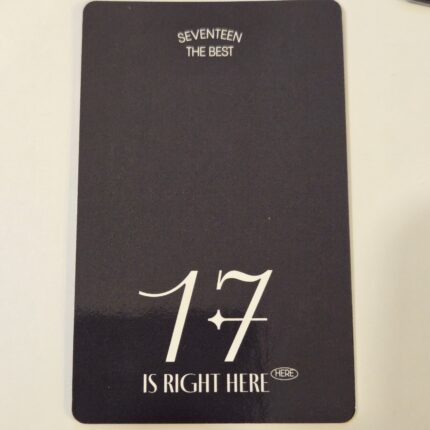 SEVENTEEN
THE BEST
17
IS RIGHT HERE HERE